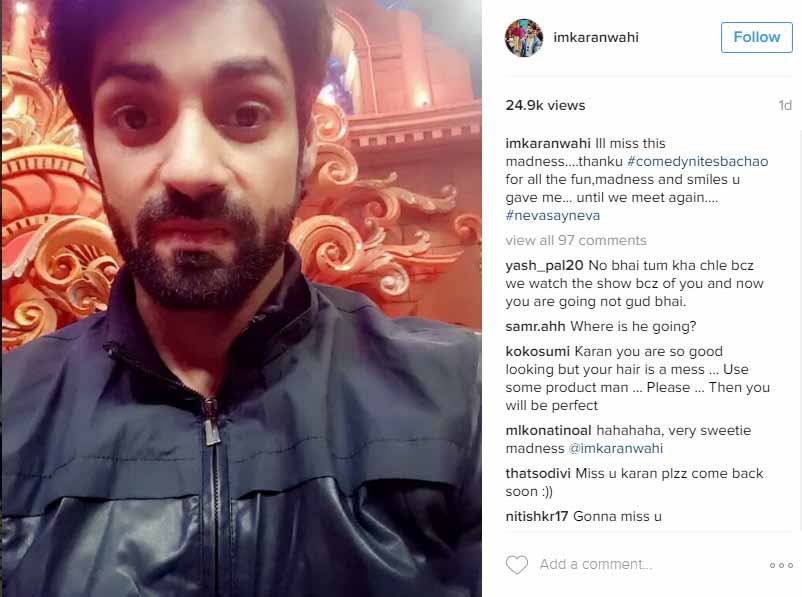 imkaranwahi
Follow
24.9k views
1d
imkaranwahi Ill miss this
madness....thanku #comedynitesbachao
for all the fun,madness and smiles u
gave me... until we meet again....
#nevasayneva
view all 97 comments
yash_pal20 No bhai tum kha chle bcz
we watch the show bcz of you and now
you are going not gud bhai.
samr.ahh Where is he going?
kokosumi Karan you are so good
looking but your hair is a mess ... Use
some product man ... Please ... Then you
will be perfect
mlkonatinoal hahahaha, very sweetie
madness @imkaranwahi
thatsodivi Miss u karan plzz come back
soon :))
nitishkr17 Gonna miss u
Add a comment...